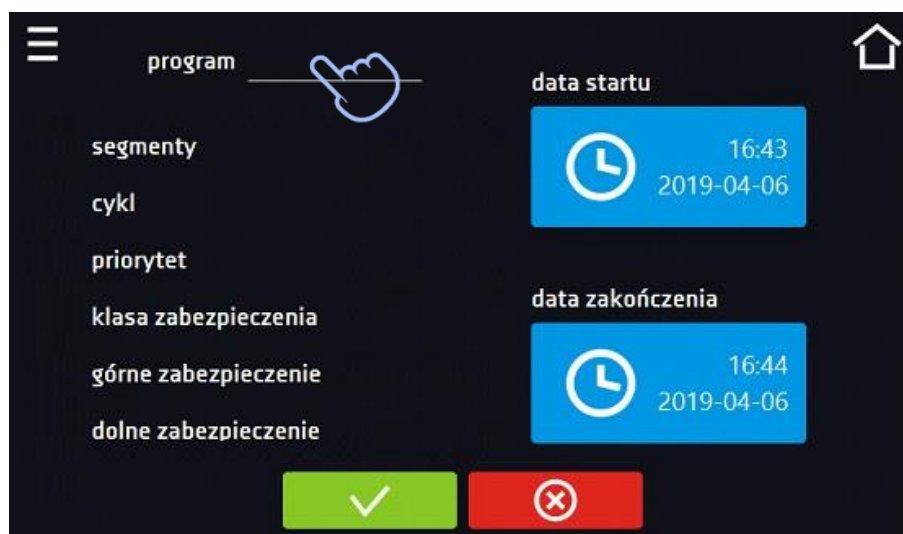 program
segmenty
cykl
priorytet
klasa zabezpieczenia
górne zabezpieczenie
dolne zabezpieczenie
data startu
16:43
2019-04-06
data zakończenia
16:44
2019-04-06